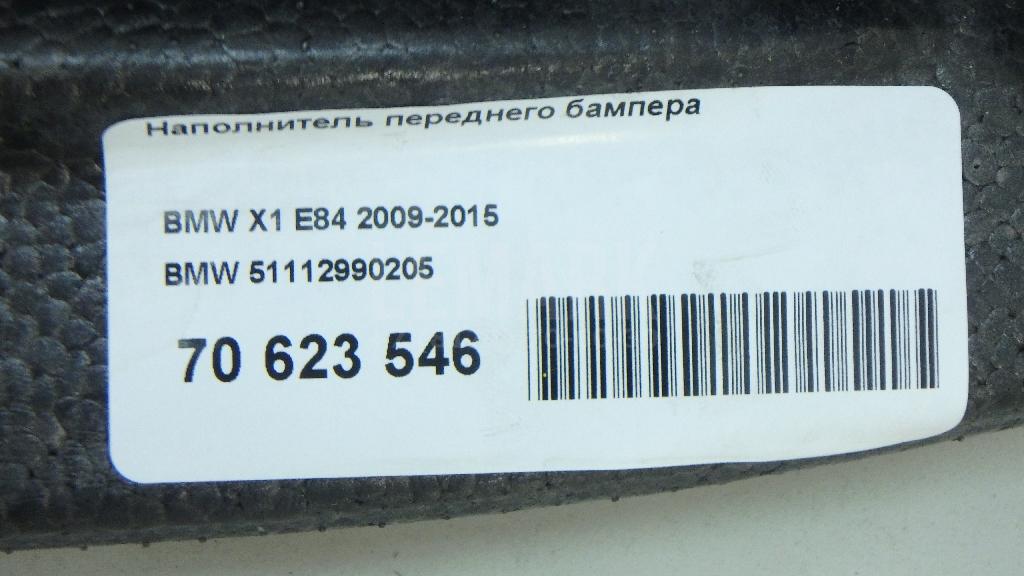 Наполнитель переднего бампера
BMW X1 E84 2009-2015
BMW 51112990205
70 623 546